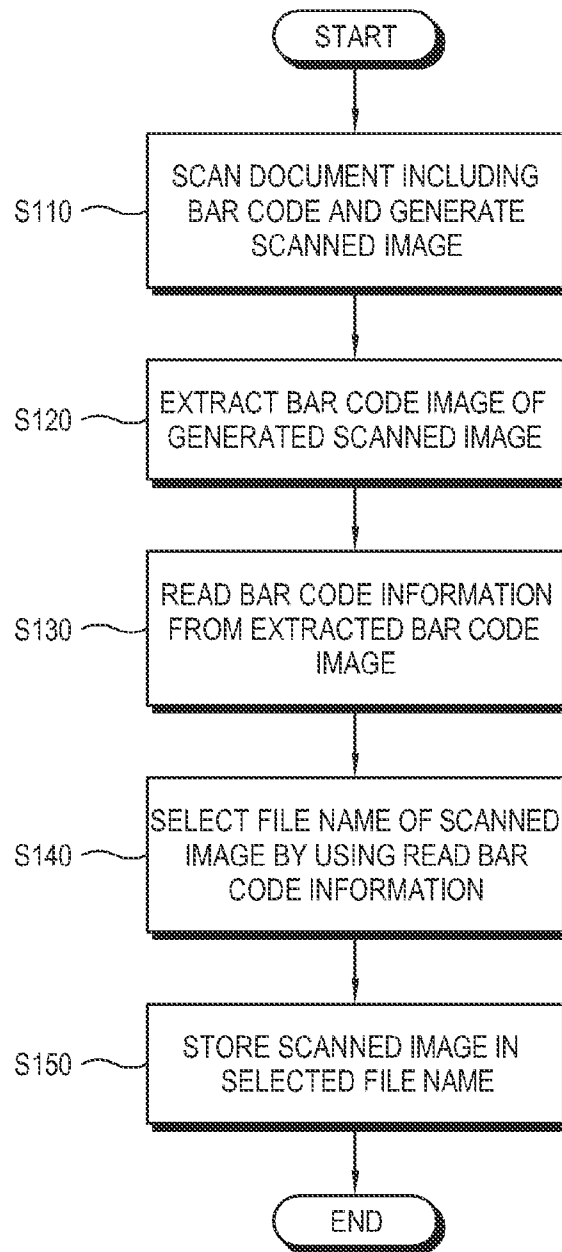 START
S110
SCAN DOCUMENT INCLUDING
BAR CODE AND GENERATE
SCANNED IMAGE
S120
EXTRACT BAR CODE IMAGE OF
GENERATED SCANNED IMAGE
S130
READ BAR CODE INFORMATION
FROM EXTRACTED BAR CODE
IMAGE
S140
SELECT FILE NAME OF SCANNED
IMAGE BY USING READ BAR
CODE INFORMATION
S150
STORE SCANNED IMAGE IN
SELECTED FILE NAME
END